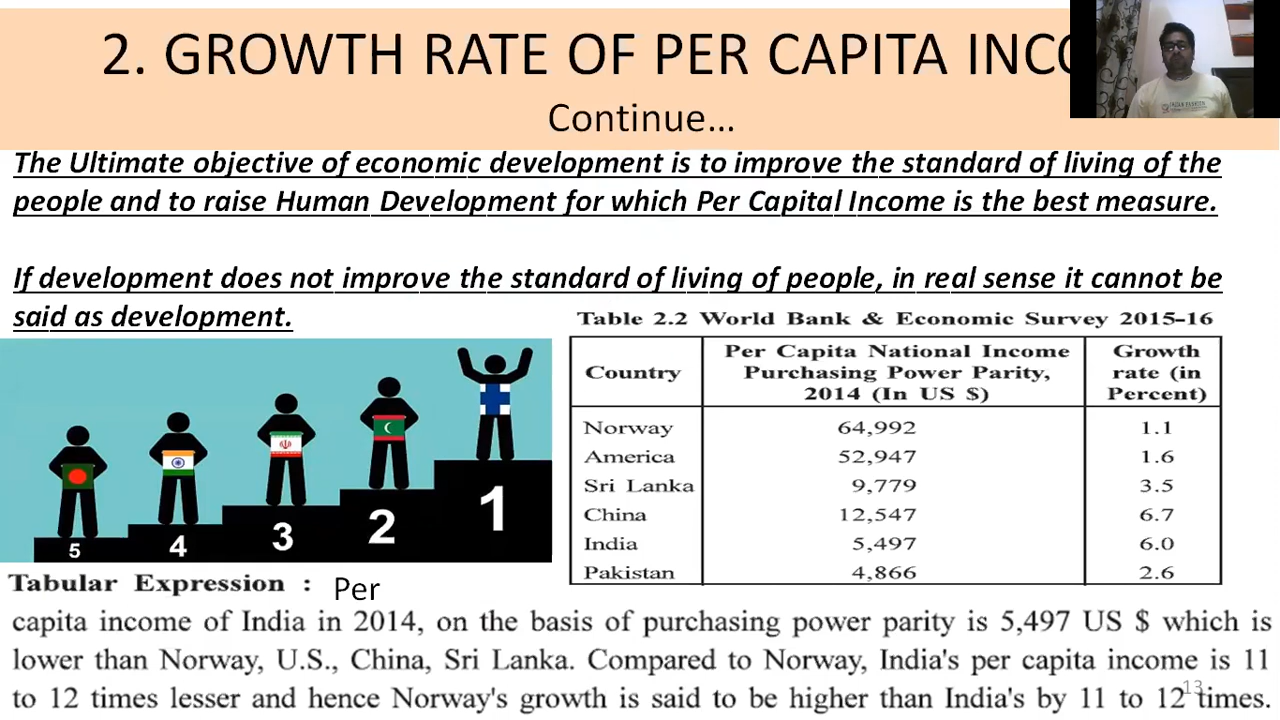 2. GROWTH RATE OF PER CAPITA INCO
Continue...
The Ultimate objective of economic development is to improve the standard of living of the
people and to raise Human Development for which Per Capital Income is the best measure.
If development does not improve the standard of living of people, in real sense it cannot be
said as development.
Table 2.2 World Bank & Economic Survey 2015-16
Country Per Capita National Income Purchasing Power Parity, 2014 (In US $) Growth rate (in Percent)
Norway 64,992 1.1
America 52,947 1.6
Sri Lanka 9,779 3.5
China 12,547 6.7
India 5,497 6.0
Pakistan 4,866 2.6
5 4 3 2 1
Tabular Expression : Per
capita income of India in 2014, on the basis of purchasing power parity is 5,497 US $ which is
lower than Norway, U.S., China, Sri Lanka. Compared to Norway, India's per capita income is 11
to 12 times lesser and hence Norway's growth is said to be higher than India's by 11 to 12 times.
13